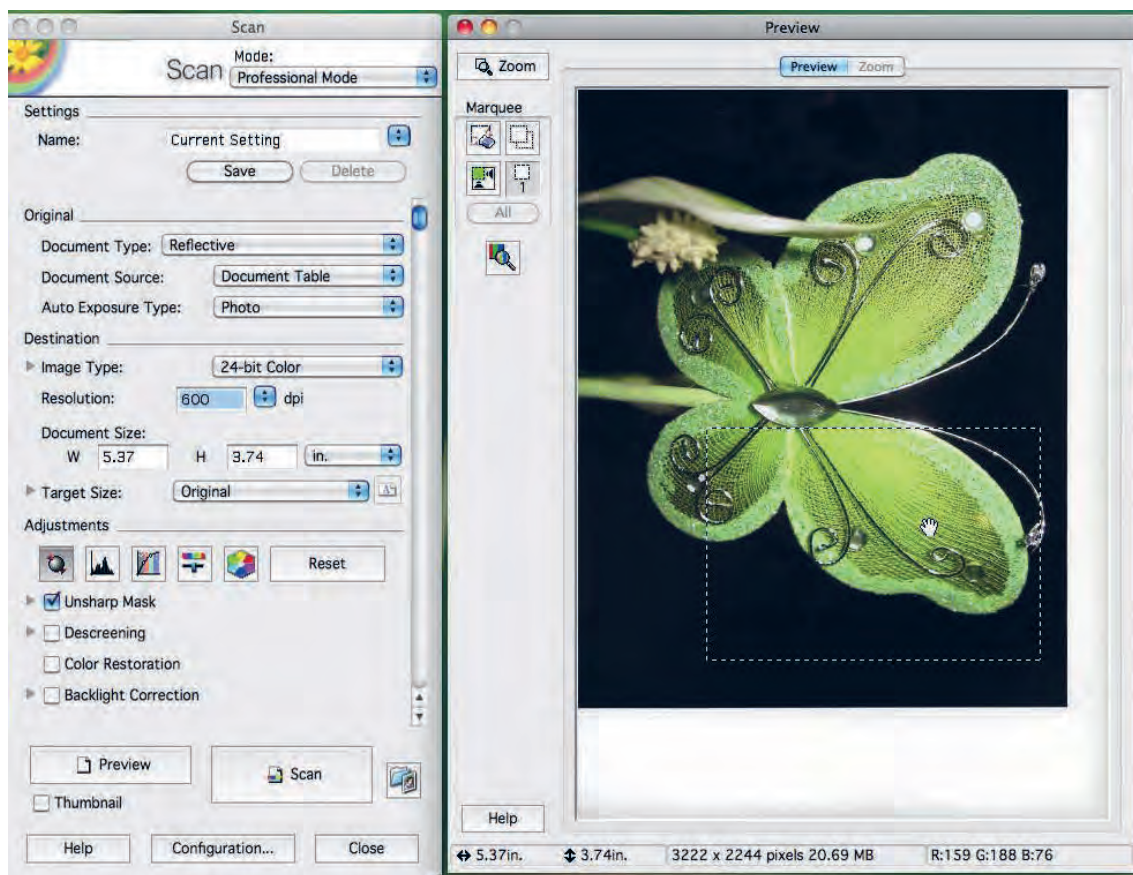 Scan
Mode:
Scan
Professional Mode
Settings
Name:
Current Setting
Save
Delete
Original
Document Type:
Reflective
Document Source:
Document Table
Auto Exposure Type:
Photo
Destination
Image Type:
24-bit Color
Resolution:
600
dpi
Document Size:
W
5.37
H
3.74
in.
Target Size:
Original
Adjustments
Reset
Unsharp Mask
Descreening
Color Restoration
Backlight Correction
Preview
Scan
Thumbnail
Help
Configuration...
Close
Preview
Zoom
Preview
Zoom
Marquee
1
All
Help
5.37in.
3.74in.
3222 x 2244 pixels 20.69 MB
R:159 G:188 B:76